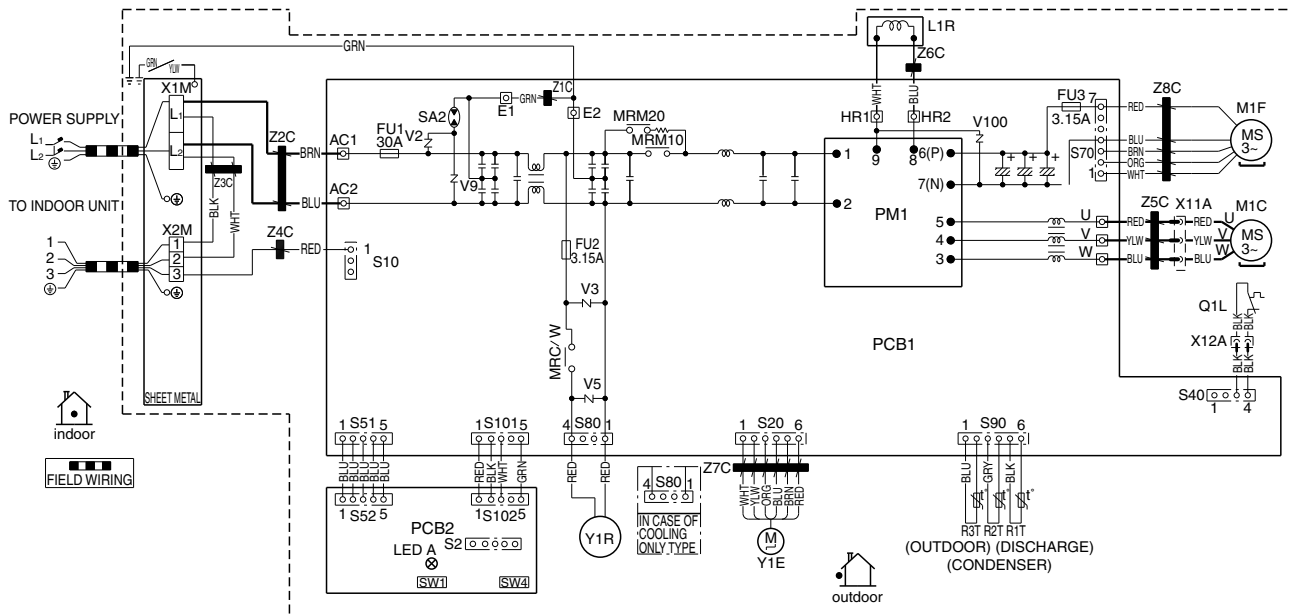 GRN
L1R
Z6C
GRN
YLW
X1M
L1
L2
POWER SUPPLY
L1
L2
Z3C
BLK
WHT
TO INDOOR UNIT
X2M
1
2
3
1
2
3
SHEET METAL
indoor
FIELD WIRING
Z2C
BRN
AC1
AC2
BLU
Z4C
RED
1
S10
FU1
30A
V2
SA2
V9
E1
GRN
Z1C
E2
MRM20
MRM10
FU2
3.15A
V3
MRC/W
V5
WHT
BLU
HR1
HR2
V100
9
8
1
2
6(P)
7(N)
PM1
5
4
3
PCB1
FU3
3.15A
7
S70
1
RED
BLU
BRN
ORG
WHT
Z8C
M1F
MS
3~
U
V
W
RED
YLW
BLU
Z5C
X11A
RED
YLW
BLU
U
V
W
M1C
MS
3~
Q1L
BLK
BLK
X12A
BLK
BLK
S40
1
4
1 S51 5
BLU
BLU
BLU
BLU
BLU
1 S52 5
1 S101 5
RED
BLK
WHT
GRN
1 S102 5
PCB2
S2
LED A
SW1
SW4
4 S80 1
RED
RED
Y1R
4 S80 1
IN CASE OF
COOLING
ONLY TYPE
1 S20 6
Z7C
WHT
YLW
ORG
BLU
BRN
RED
M
Y1E
1 S90 6
BLU
GRY
BLK
t°
t°
t°
R3T R2T R1T
(OUTDOOR) (DISCHARGE)
(CONDENSER)
outdoor